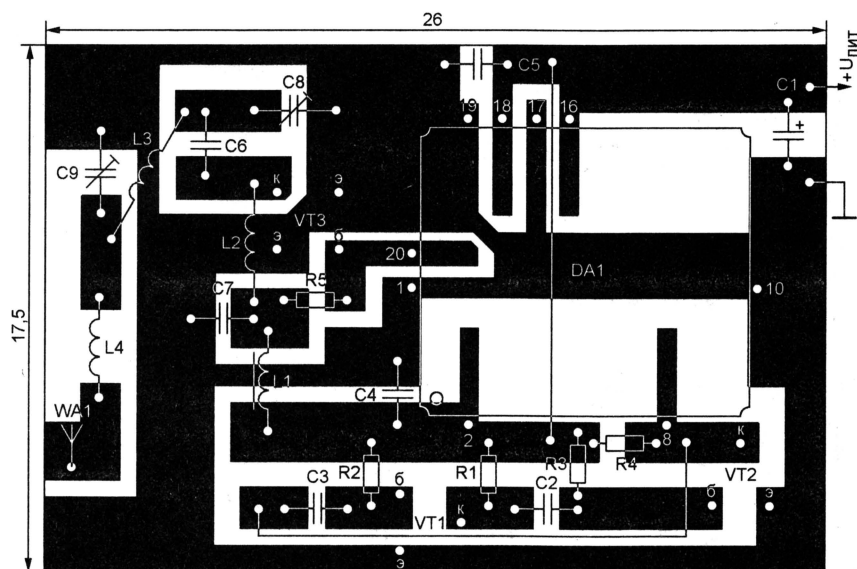 26
+Uпит
C5
C1
C8
19 18 17 16
+
L3
C6
C9
к э
VT3
L2 э б
20
DA1
C7 R5 1 10
17,5
L4
L1
C4
WA1
2 8 к
R4
R3
C3 R2 б R1 C2 VT2
б э
VT1 к
э